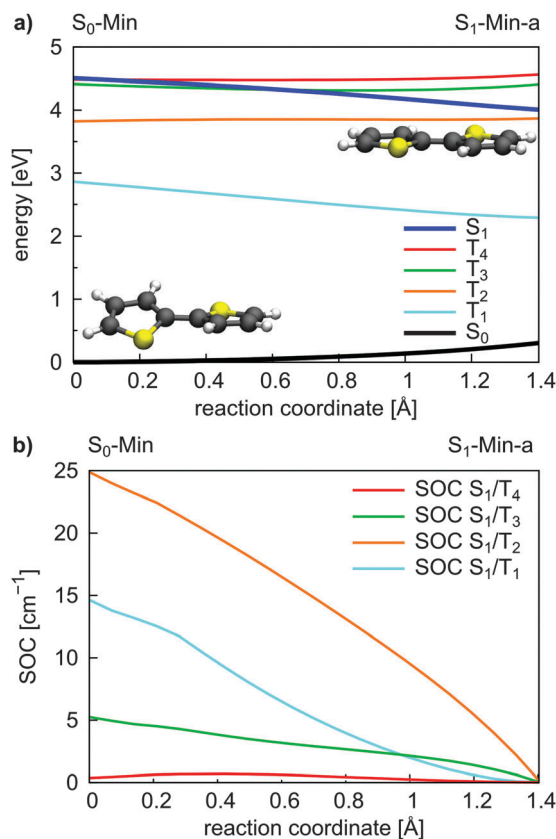 a)
S₀-Min S₁-Min-a
energy [eV]
5
4
3
2
1
0
S₁
T₄
T₃
T₂
T₁
S₀
0 0.2 0.4 0.6 0.8 1 1.2 1.4
reaction coordinate [Å]
b)
S₀-Min S₁-Min-a
SOC [cm⁻¹]
25
20
15
10
5
0
SOC S₁/T₄
SOC S₁/T₃
SOC S₁/T₂
SOC S₁/T₁
0 0.2 0.4 0.6 0.8 1 1.2 1.4
reaction coordinate [Å]